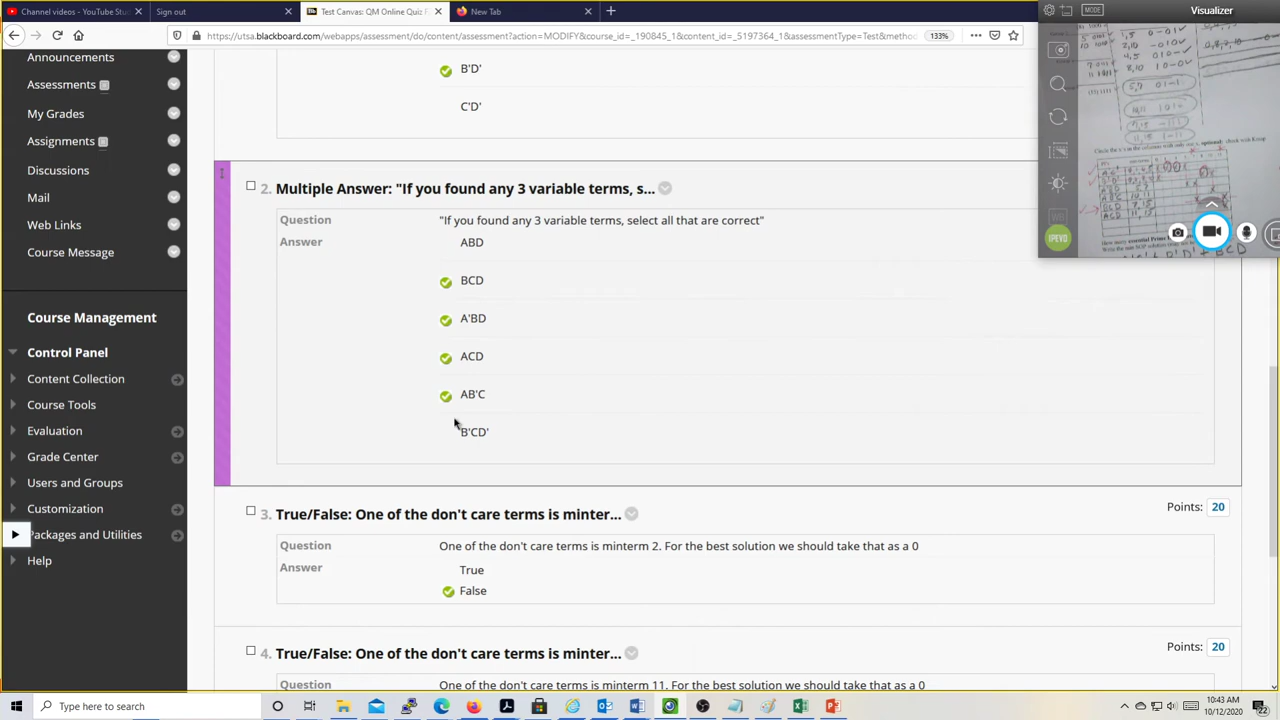 Channel videos - YouTube Stu
Sign out
Test Canvas: QM Online Quiz F
New Tab
https://utsa.blackboard.com/webapps/assessment/do/content/assessment?action=MODIFY&course_id=_190845_1&content_id=_5197364_1&assessmentType=Test&method
133%
Visualizer
MODE
Announcements
Assessments
My Grades
Assignments
Discussions
Mail
Web Links
Course Message
Course Management
Control Panel
Content Collection
Course Tools
Evaluation
Grade Center
Users and Groups
Customization
Packages and Utilities
Help
B'D'
C'D'
2. Multiple Answer: "If you found any 3 variable terms, s...
Question "If you found any 3 variable terms, select all that are correct"
Answer ABD
BCD
A'BD
ACD
AB'C
B'CD'
3. True/False: One of the don't care terms is minter...
Points: 20
Question One of the don't care terms is minterm 2. For the best solution we should take that as a 0
Answer True
False
4. True/False: One of the don't care terms is minter...
Points: 20
One of the don't care terms is minterm 11. For the best solution we should take that as a 0
IPEVO
Type here to search
10:43 AM
10/12/2020
22